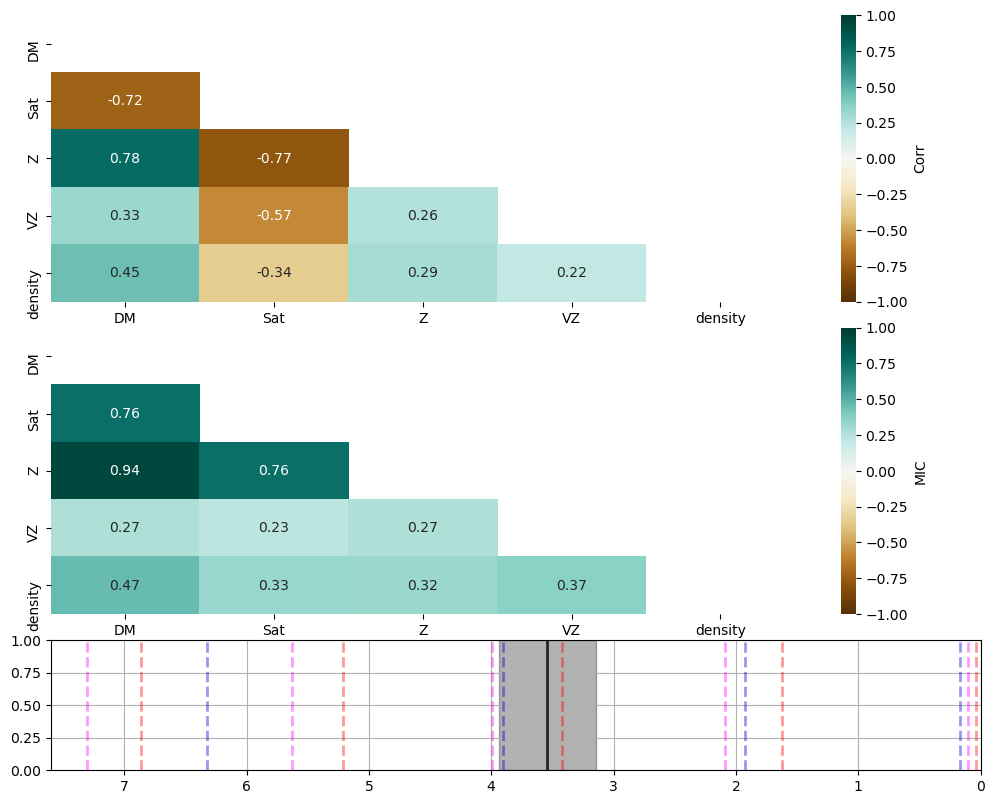 DM
Sat
Z
VZ
density
-0.72
0.78 -0.77
0.33 -0.57 0.26
0.45 -0.34 0.29 0.22
DM Sat Z VZ density
1.00
0.75
0.50
0.25
0.00
−0.25
−0.50
−0.75
−1.00
Corr
DM
Sat
Z
VZ
density
0.76
0.94 0.76
0.27 0.23 0.27
0.47 0.33 0.32 0.37
DM Sat Z VZ density
1.00
0.75
0.50
0.25
0.00
−0.25
−0.50
−0.75
−1.00
MIC
1.00
0.75
0.50
0.25
0.00
7 6 5 4 3 2 1 0